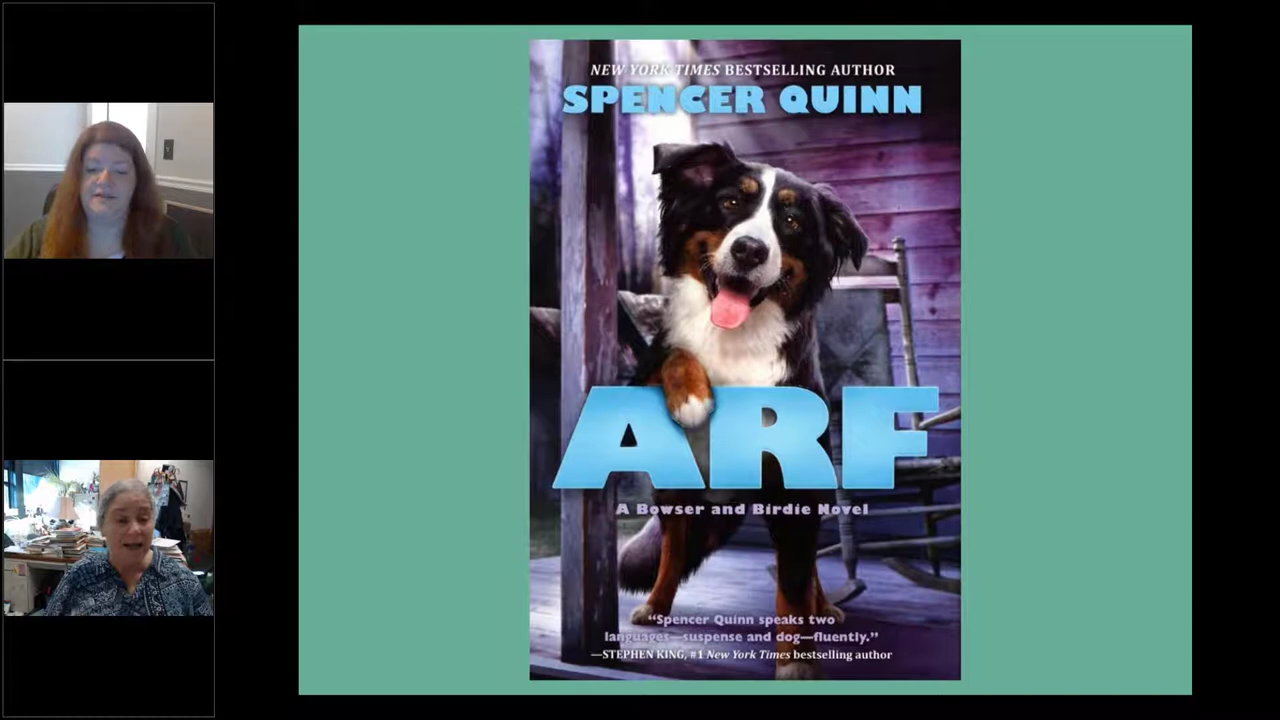 NEW YORK TIMES BESTSELLING AUTHOR
SPENCER QUINN
ARF
A Bowser and Birdie Novel
“Spencer Quinn speaks two
languages—suspense and dog—fluently.”
—STEPHEN KING, #1 New York Times bestselling author